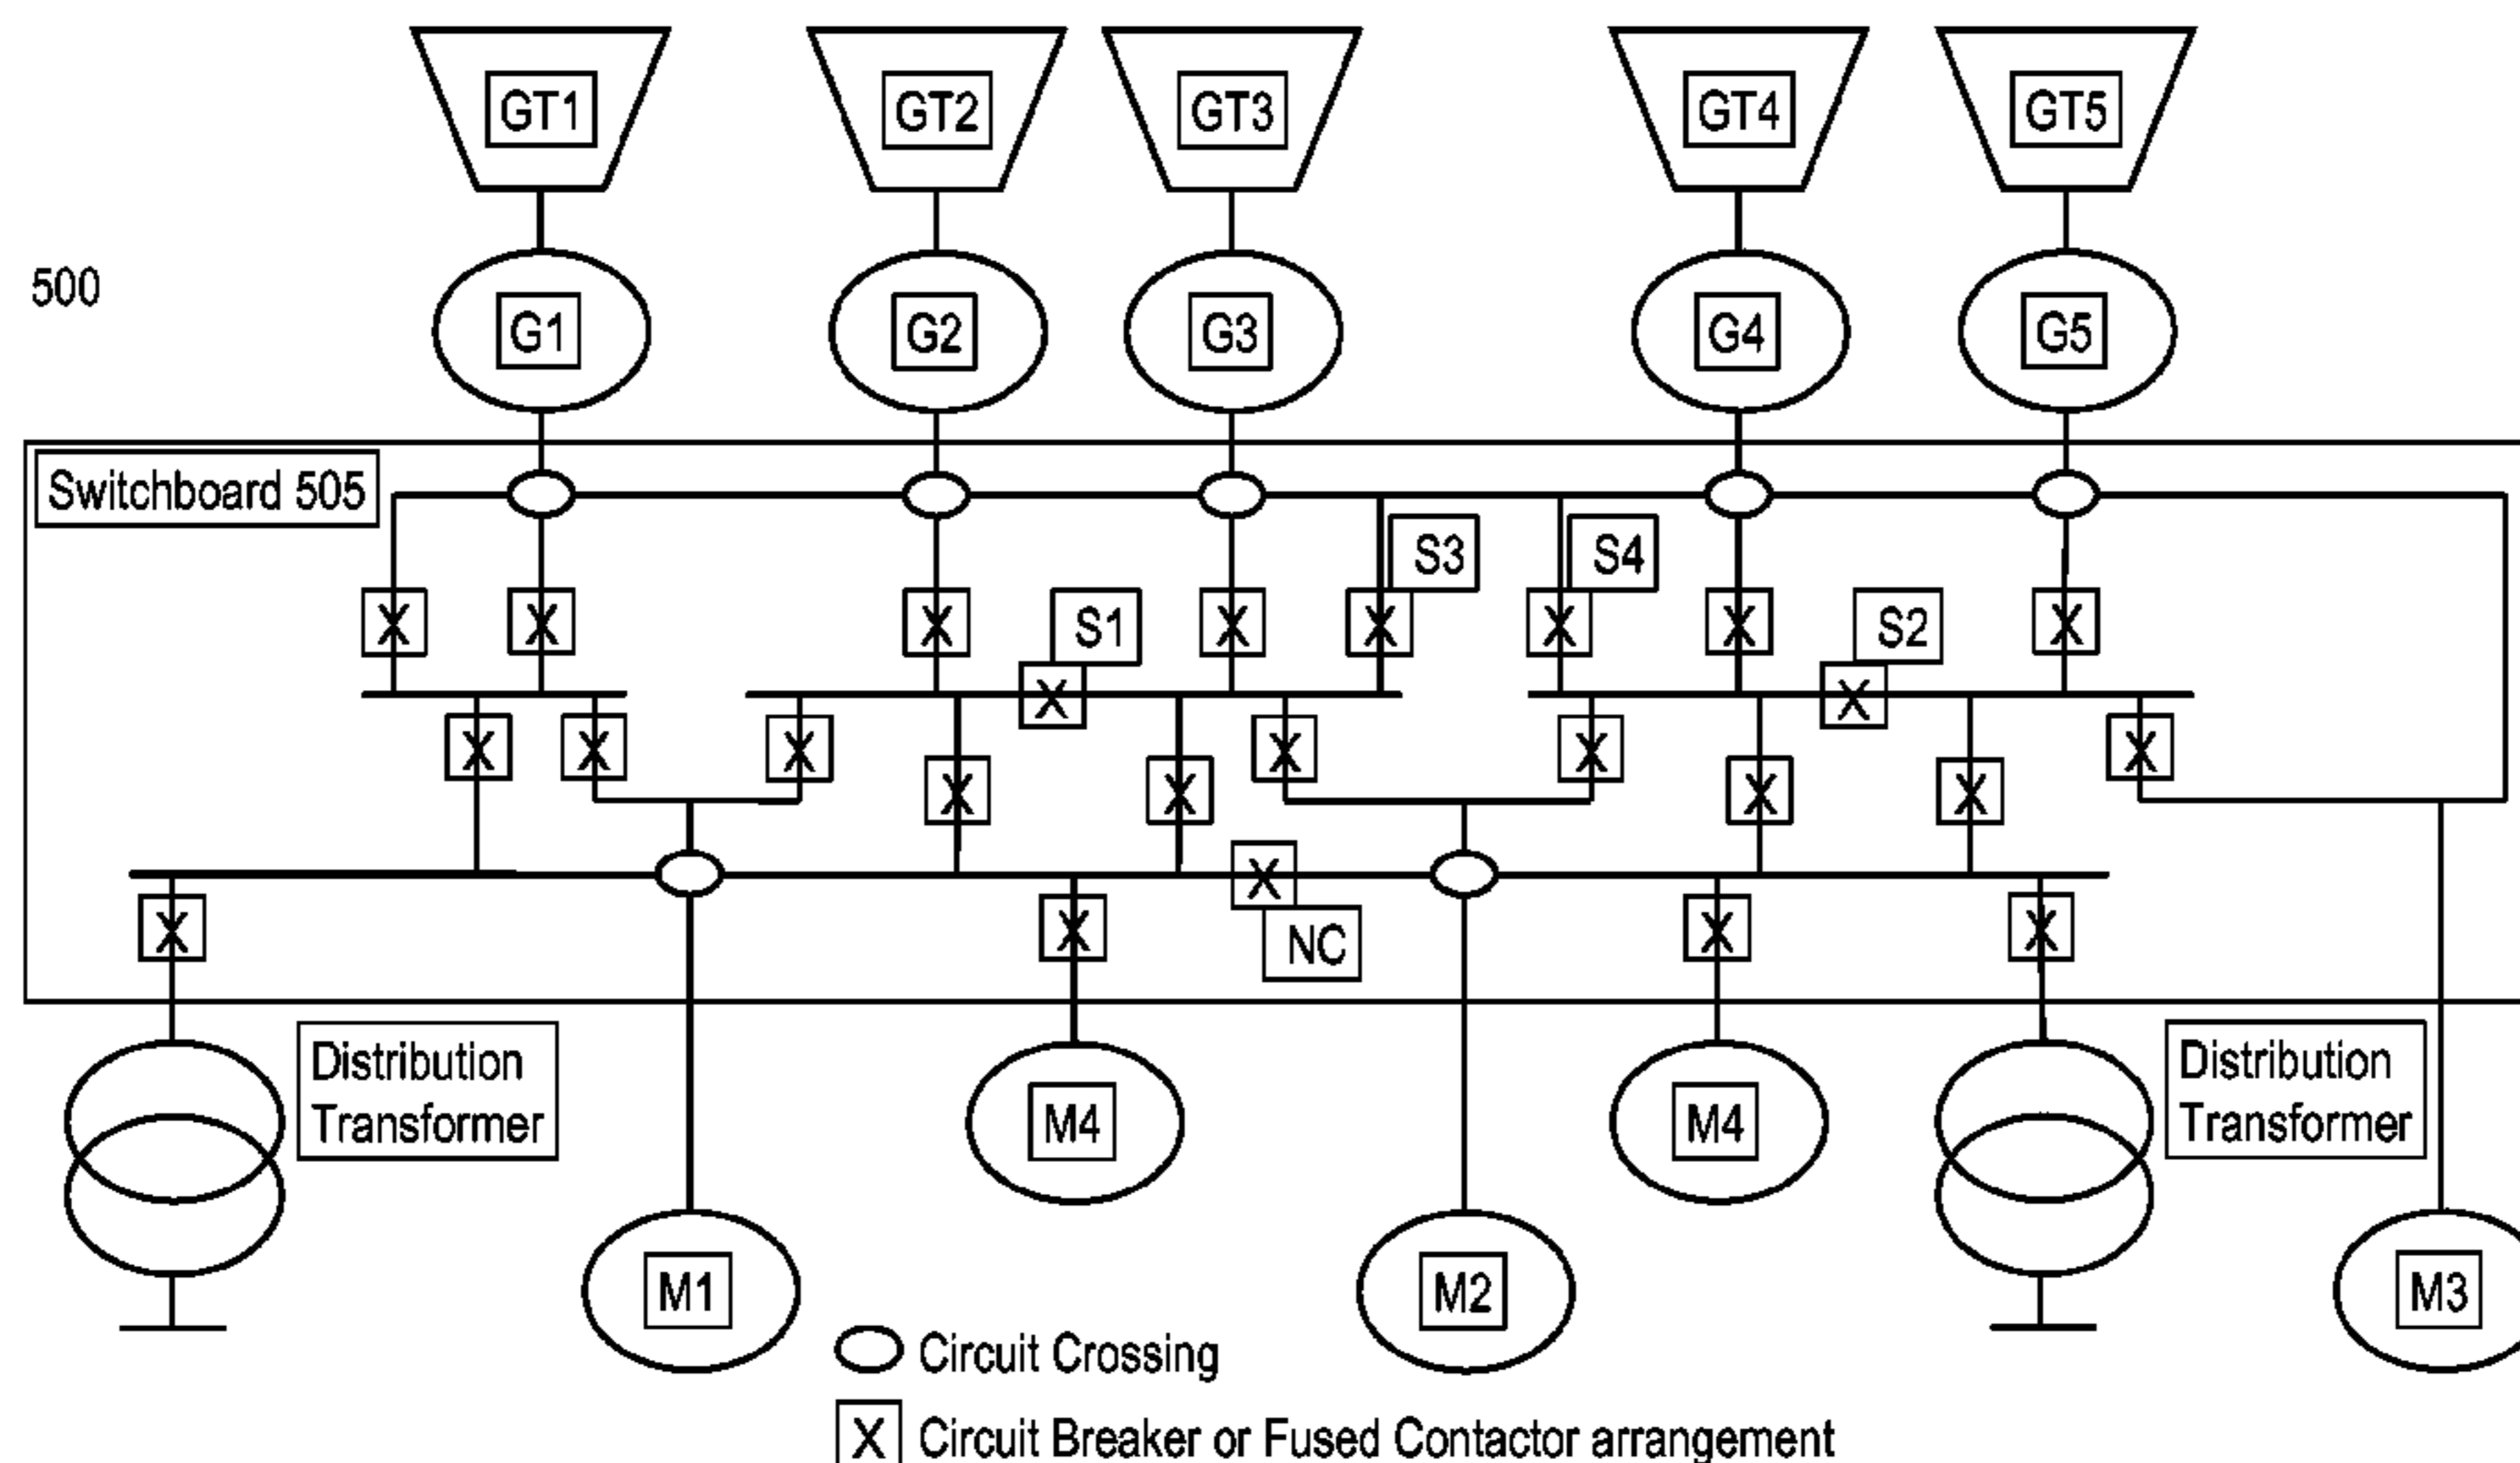 GT1 GT2 GT3 GT4 GT5
500
G1 G2 G3 G4 G5
Switchboard 505
S3 S4
X X X X X X X X
S1 S2
X X
X X X X X X
X X X X
X
X X X X
NC
Distribution
Transformer
Distribution
Transformer
M4 M4
M1 M2 M3
Circuit Crossing
X Circuit Breaker or Fused Contactor arrangement